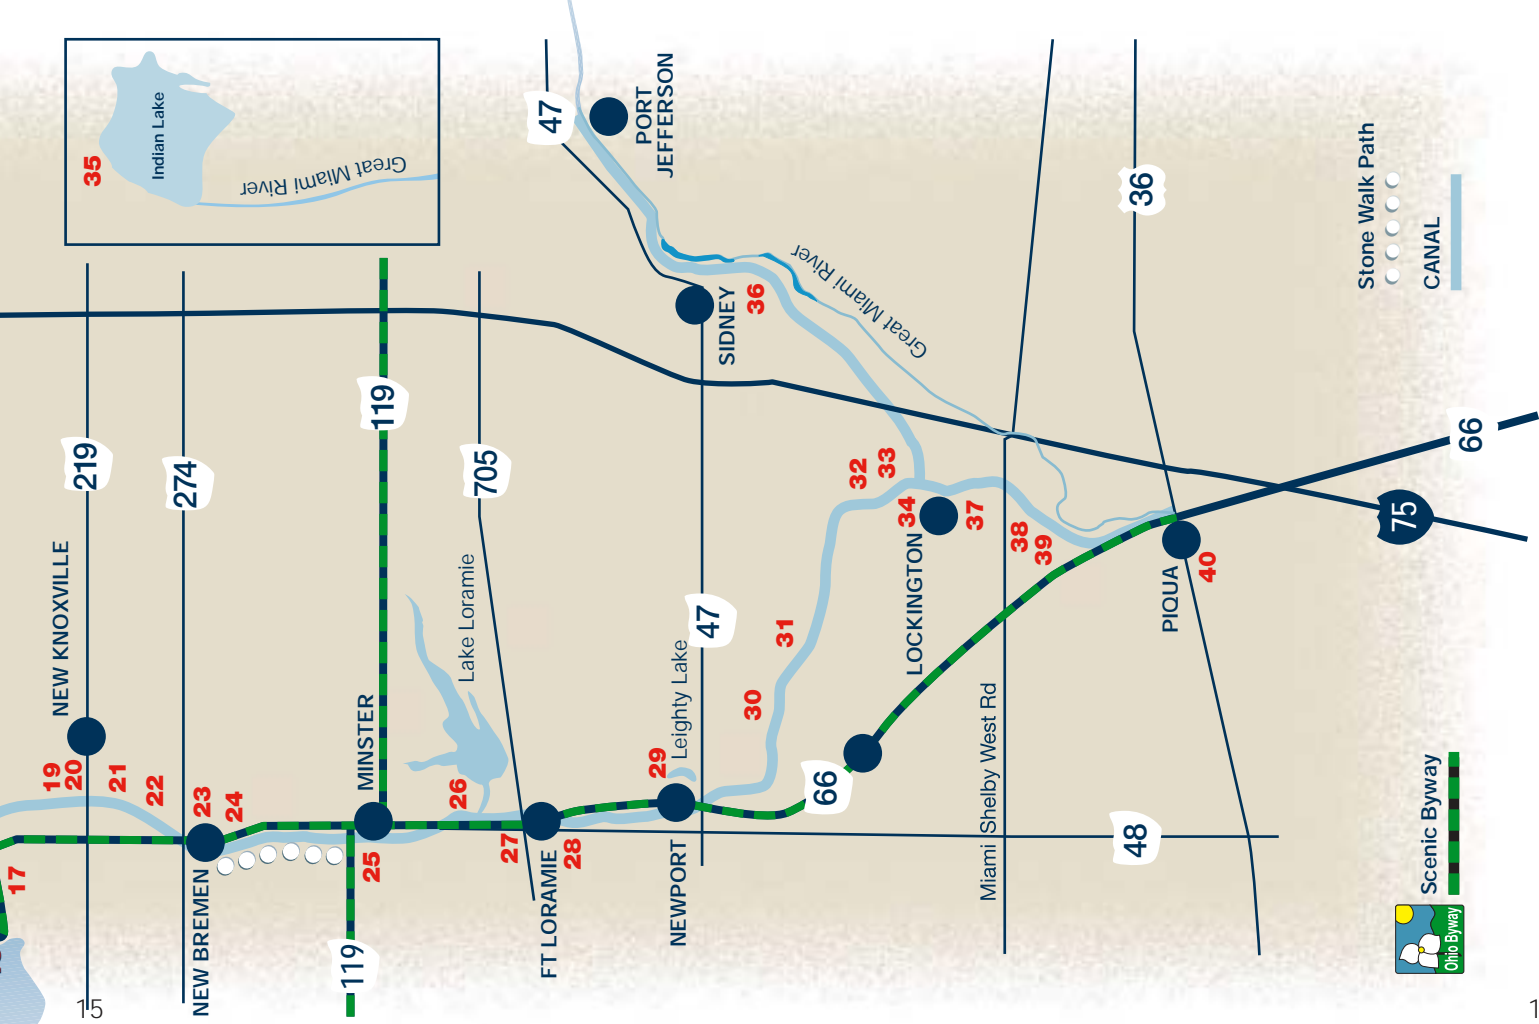 35
Indian Lake
Great Miami River
47
PORT
JEFFERSON
36
Stone Walk Path
CANAL
Great Miami River
SIDNEY
36
219
274
119
705
32
33
34
37
LOCKINGTON
38
39
66
75
PIQUA
40
NEW KNOXVILLE
19
20
21
22
23
24
MINSTER
Lake Loramie
26
47
Leighty Lake
29
30
31
66
Miami Shelby West Rd
48
Scenic Byway
Ohio Byway
17
NEW BREMEN
25
119
27
28
FT LORAMIE
NEWPORT
15
1